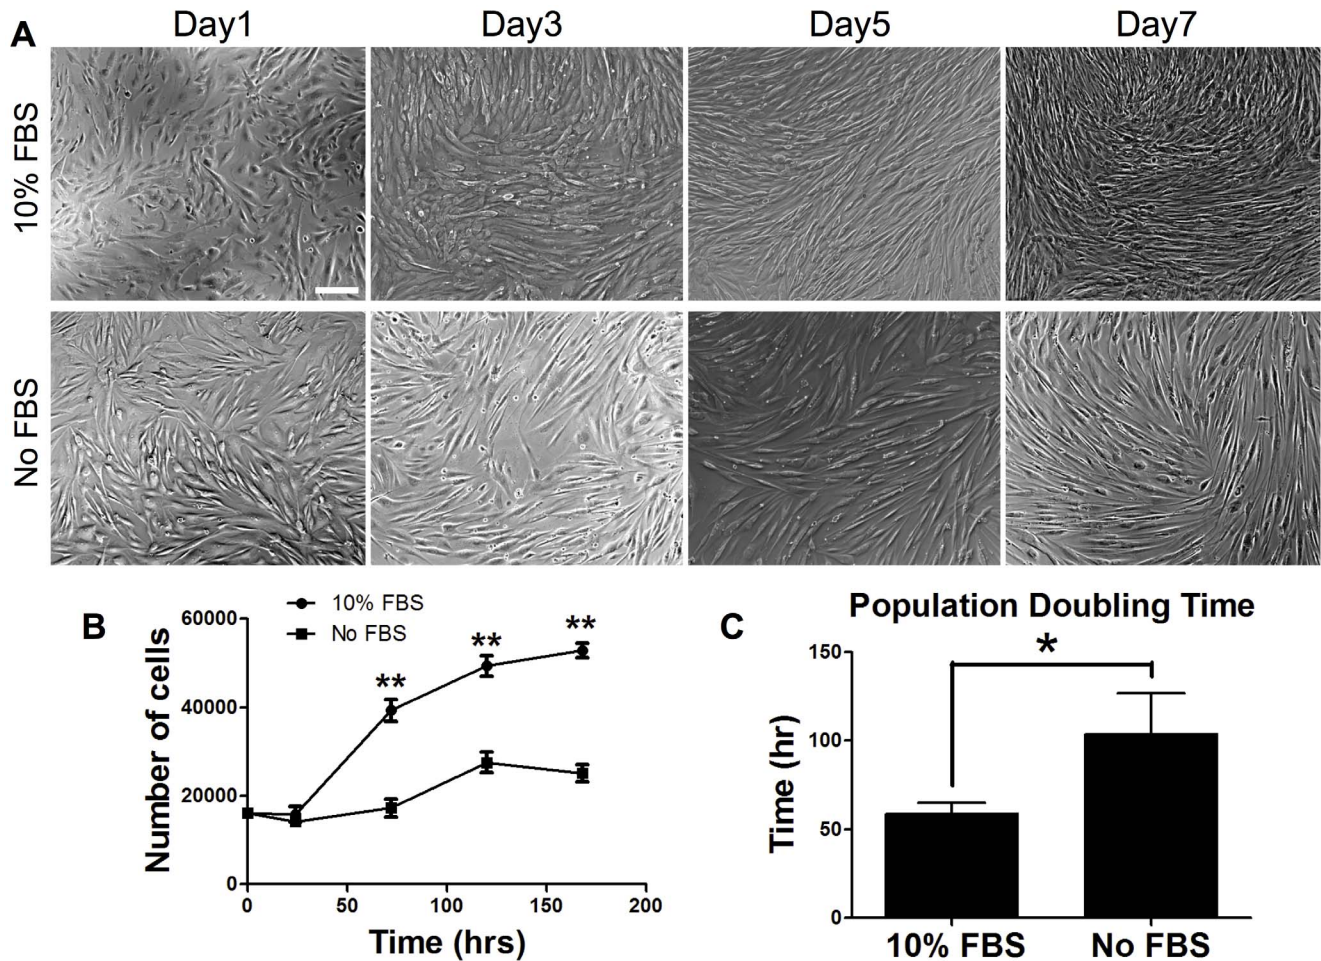 A
Day1 Day3 Day5 Day7
10% FBS
No FBS
B
10% FBS
No FBS
60000
40000
20000
0
Number of cells
** ** **
0 50 100 150 200
Time (hrs)
C
Population Doubling Time
*
150
100
50
0
Time (hr)
10% FBS No FBS